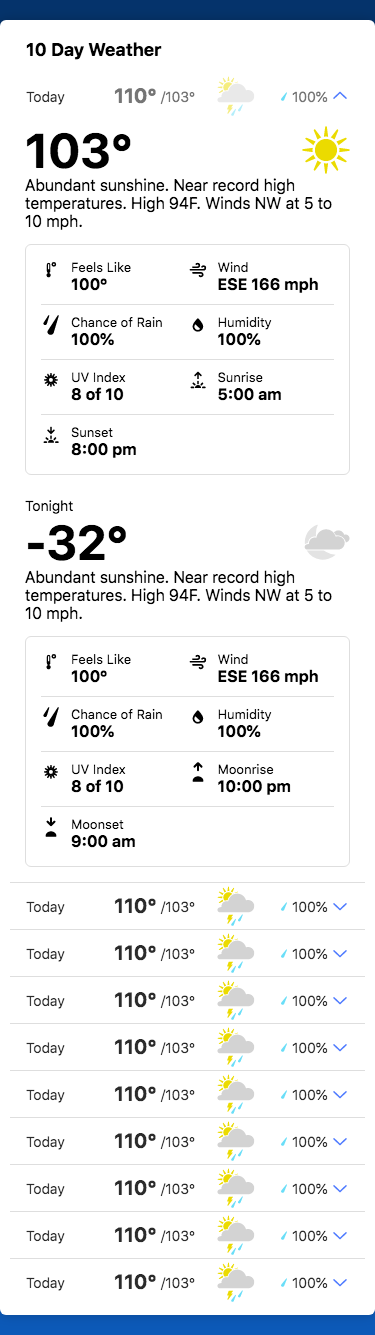 10 Day Weather
Today 110° /103° 100%
103°
Abundant sunshine. Near record high
temperatures. High 94F. Winds NW at 5 to
10 mph.
Feels Like
100°
Wind
ESE 166 mph
Chance of Rain
100%
Humidity
100%
UV Index
8 of 10
Sunrise
5:00 am
Sunset
8:00 pm
Tonight
-32°
Abundant sunshine. Near record high
temperatures. High 94F. Winds NW at 5 to
10 mph.
Feels Like
100°
Wind
ESE 166 mph
Chance of Rain
100%
Humidity
100%
UV Index
8 of 10
Moonrise
10:00 pm
Moonset
9:00 am
Today 110° /103° 100%
Today 110° /103° 100%
Today 110° /103° 100%
Today 110° /103° 100%
Today 110° /103° 100%
Today 110° /103° 100%
Today 110° /103° 100%
Today 110° /103° 100%
Today 110° /103° 100%